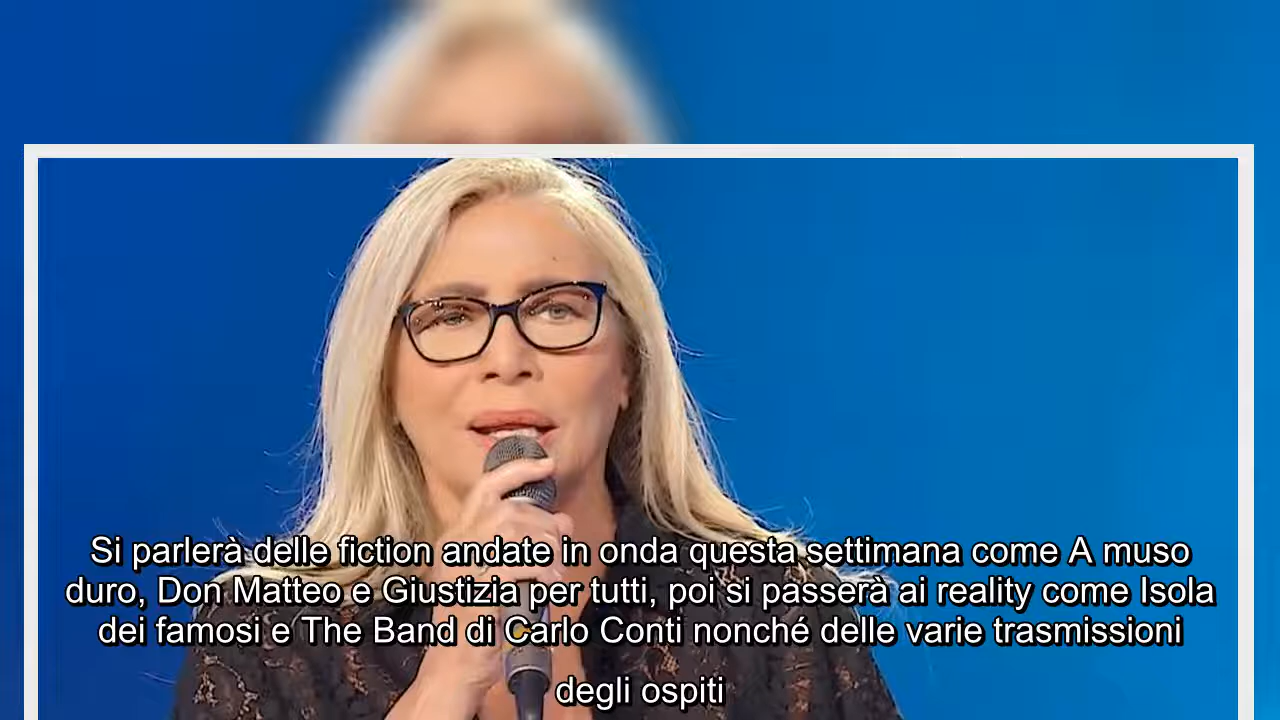 Si parlerà delle fiction andate in onda questa settimana come A muso
duro, Don Matteo e Giustizia per tutti, poi si passerà ai reality come Isola
dei famosi e The Band di Carlo Conti nonché delle varie trasmissioni
degli ospiti